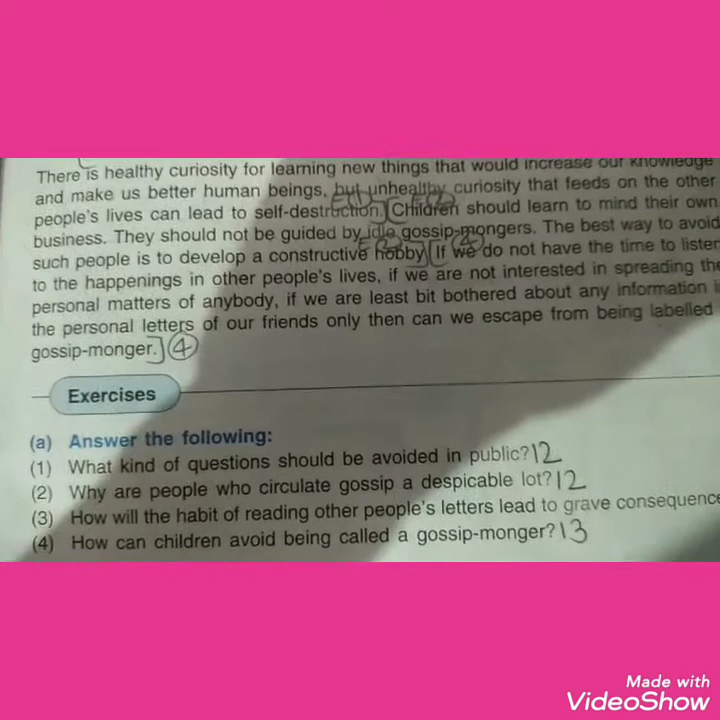 There is healthy curiosity for learning new things that would increase our knowledge
and make us better human beings, but unhealthy curiosity that feeds on the other
people's lives can lead to self-destruction. Children should learn to mind their own
business. They should not be guided by idle gossip-mongers. The best way to avoid
such people is to develop a constructive hobby. If we do not have the time to listen
to the happenings in other people's lives, if we are not interested in spreading the
personal matters of anybody, if we are least bit bothered about any information i
the personal letters of our friends only then can we escape from being labelled
gossip-monger. 4
Exercises
(a) Answer the following:
(1) What kind of questions should be avoided in public? 12
(2) Why are people who circulate gossip a despicable lot? 12
(3) How will the habit of reading other people's letters lead to grave consequence
(4) How can children avoid being called a gossip-monger? 13
Made with
VideoShow